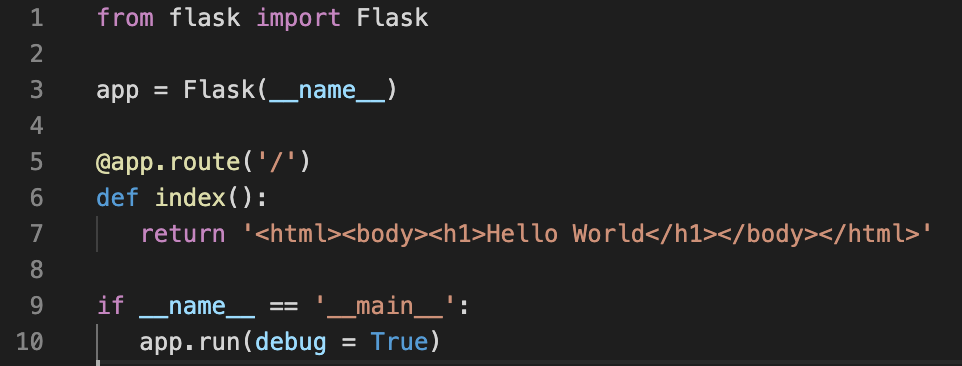 1 from flask import Flask
2
3 app = Flask(__name__)
4
5 @app.route('/')
6 def index():
7    return '<html><body><h1>Hello World</h1></body></html>'
8
9 if __name__ == '__main__':
10    app.run(debug = True)